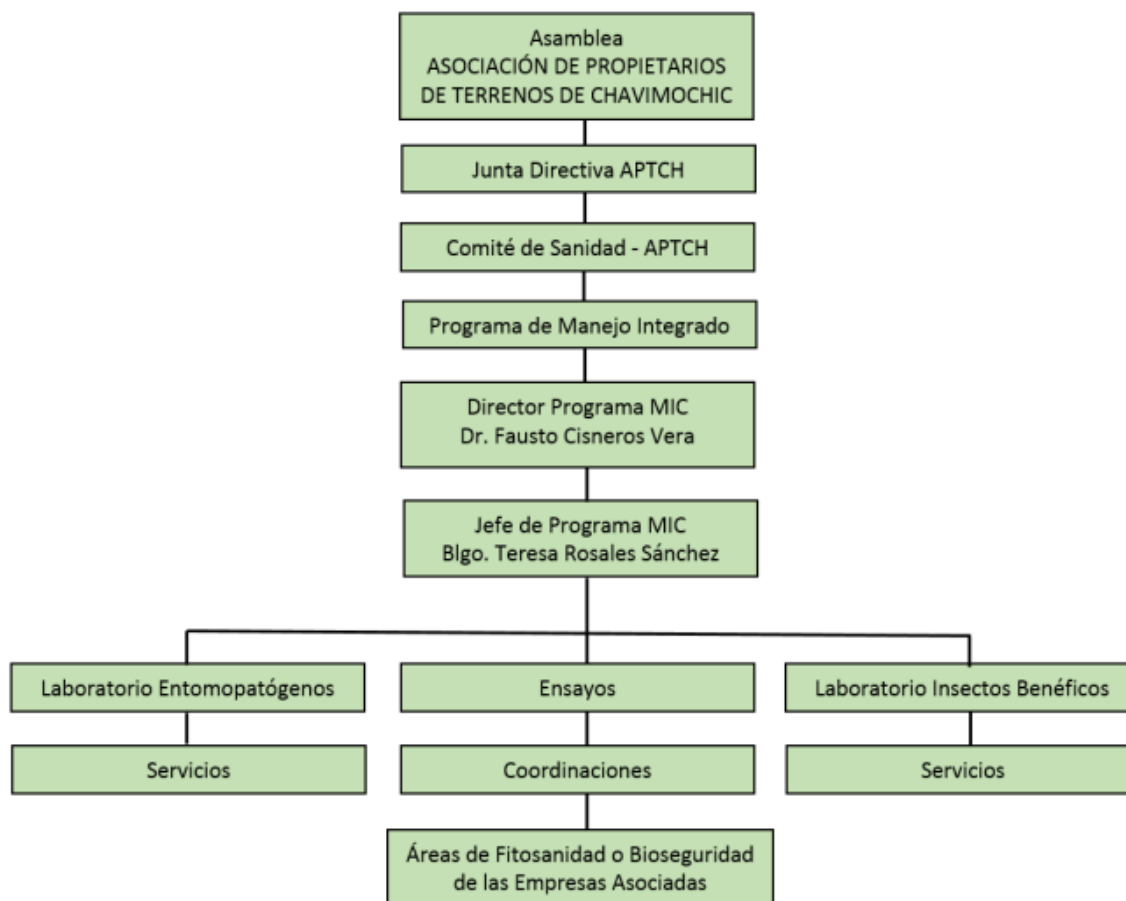 Asamblea
ASOCIACIÓN DE PROPIETARIOS
DE TERRENOS DE CHAVIMOCHIC
Junta Directiva APTCH
Comité de Sanidad - APTCH
Programa de Manejo Integrado
Director Programa MIC
Dr. Fausto Cisneros Vera
Jefe de Programa MIC
Blgo. Teresa Rosales Sánchez
Laboratorio Entomopatógenos
Ensayos
Laboratorio Insectos Benéficos
Servicios
Coordinaciones
Servicios
Áreas de Fitosanidad o Bioseguridad
de las Empresas Asociadas